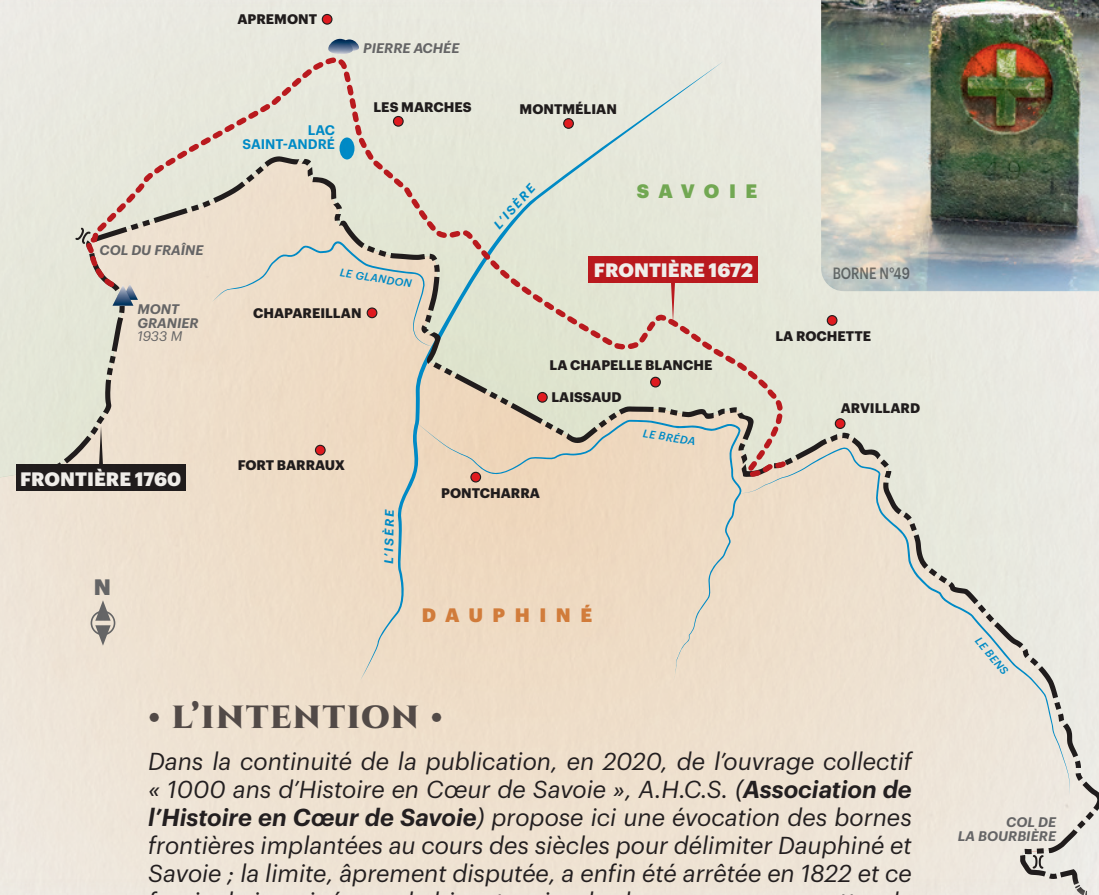 APREMONT
PIERRE ACHÉE
LES MARCHES
MONTMÉLIAN
LAC
SAINT-ANDRÉ
L'ISÈRE
SAVOIE
COL DU FRAÎNE
LE GLANDON
FRONTIÈRE 1672
BORNE N°49
MONT
GRANIER
1933 M
CHAPAREILLAN
LA ROCHETTE
LA CHAPELLE BLANCHE
LAISSAUD
ARVILLARD
LE BRÉDA
FORT BARRAUX
FRONTIÈRE 1760
PONTCHARRA
L'ISÈRE
N
DAUPHINÉ
LE BENS
• L'INTENTION •
Dans la continuité de la publication, en 2020, de l'ouvrage collectif
« 1000 ans d'Histoire en Cœur de Savoie », A.H.C.S. (Association de
l'Histoire en Cœur de Savoie) propose ici une évocation des bornes
frontières implantées au cours des siècles pour délimiter Dauphiné et
Savoie ; la limite, âprement disputée, a enfin été arrêtée en 1822 et ce
COL DE
LA BOURBIÈRE